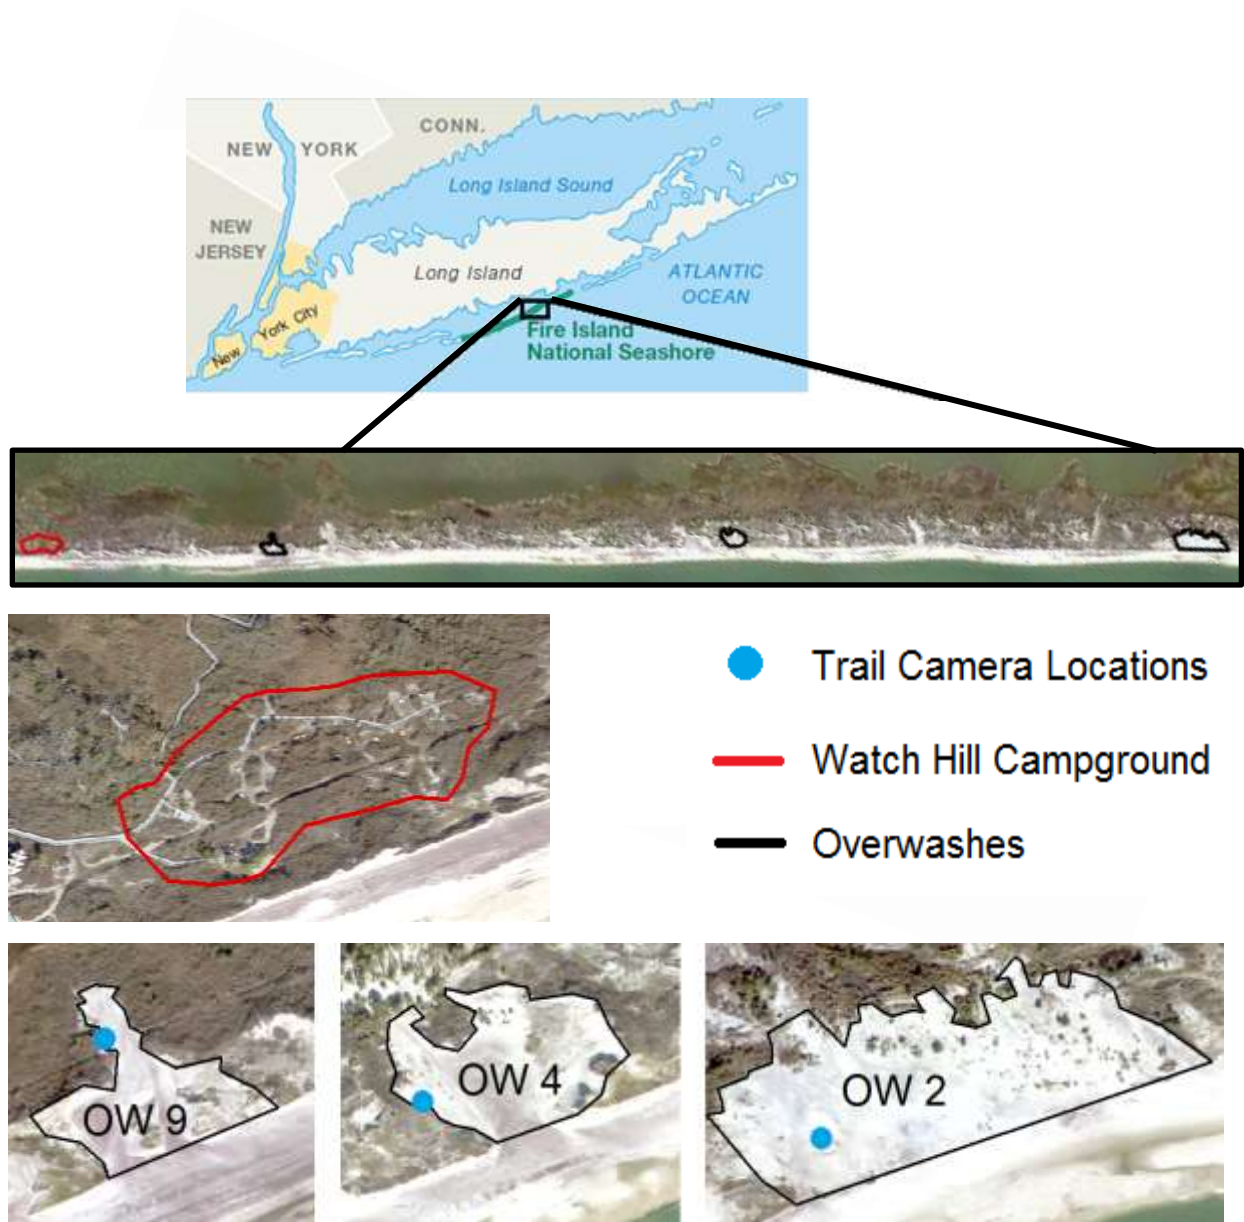 CONN.
NEW YORK
Long Island Sound
NEW
JERSEY
Long Island
ATLANTIC
OCEAN
New York City
Fire Island
National Seashore
Trail Camera Locations
Watch Hill Campground
Overwashes
OW 9
OW 4
OW 2